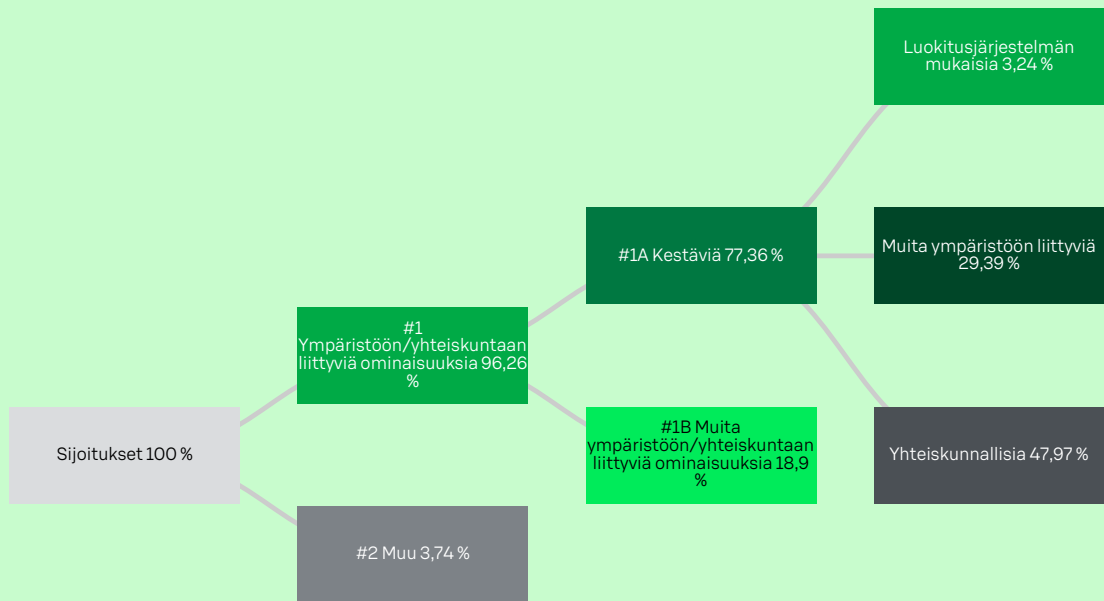 Luokitusjärjestelmän
mukaisia 3,24 %
Muita ympäristöön liittyviä
29,39 %
#1A Kestäviä 77,36 %
#1
Ympäristöön/yhteiskuntaan
liittyviä ominaisuuksia 96,26
%
Sijoitukset 100 %
#1B Muita
ympäristöön/yhteiskuntaan
liittyviä ominaisuuksia 18,9
%
Yhteiskunnallisia 47,97 %
#2 Muu 3,74 %